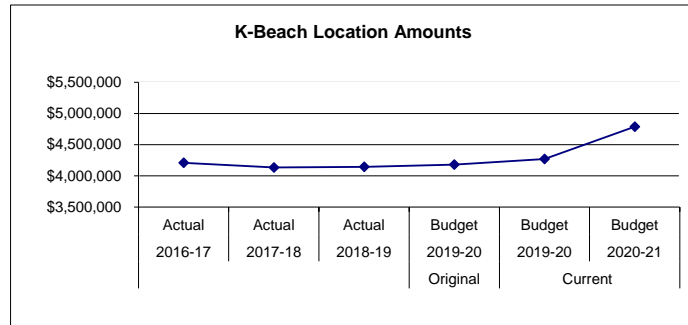 K-Beach Location Amounts
$5,500,000
$5,000,000
$4,500,000
$4,000,000
$3,500,000
Actual Actual Actual Budget Budget Budget
2016-17 2017-18 2018-19 2019-20 2019-20 2020-21
Original Current